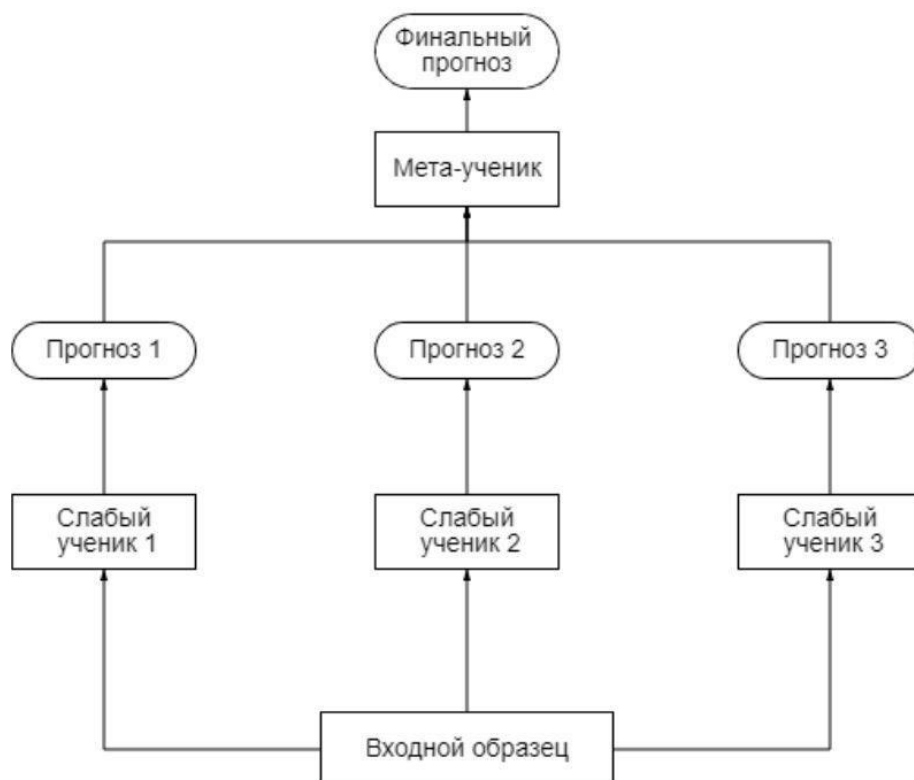 Финальный
прогноз
Мета-ученик
Прогноз 1
Прогноз 2
Прогноз 3
Слабый
ученик 1
Слабый
ученик 2
Слабый
ученик 3
Входной образец